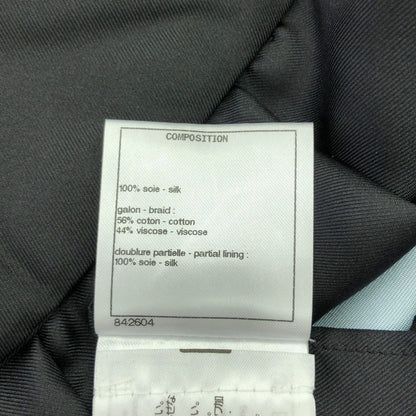 COMPOSITION
100% soie - silk
galon - braid :
56% coton - cotton
44% viscose - viscose
doublure partielle - partial lining :
100% soie - silk
842604